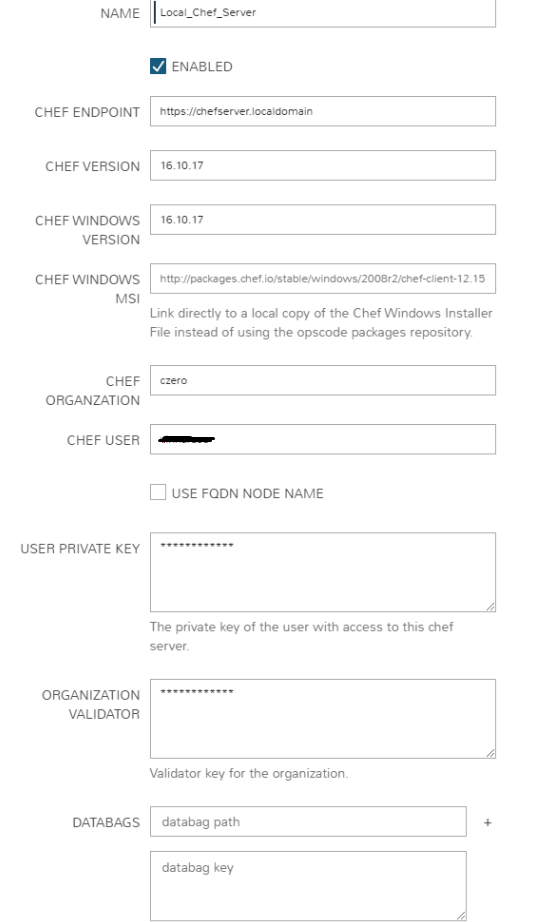 NAME Local_Chef_Server
ENABLED
CHEF ENDPOINT https://chefserver.localdomain
CHEF VERSION 16.10.17
CHEF WINDOWS 16.10.17
VERSION
CHEF WINDOWS http://packages.chef.io/stable/windows/2008r2/chef-client-12.15
MSI
Link directly to a local copy of the Chef Windows Installer
File instead of using the opscode packages repository.
CHEF czero
ORGANZATION
CHEF USER
USE FQDN NODE NAME
USER PRIVATE KEY ************
The private key of the user with access to this chef
server.
ORGANIZATION ************
VALIDATOR
Validator key for the organization.
DATABAGS databag path +
databag key